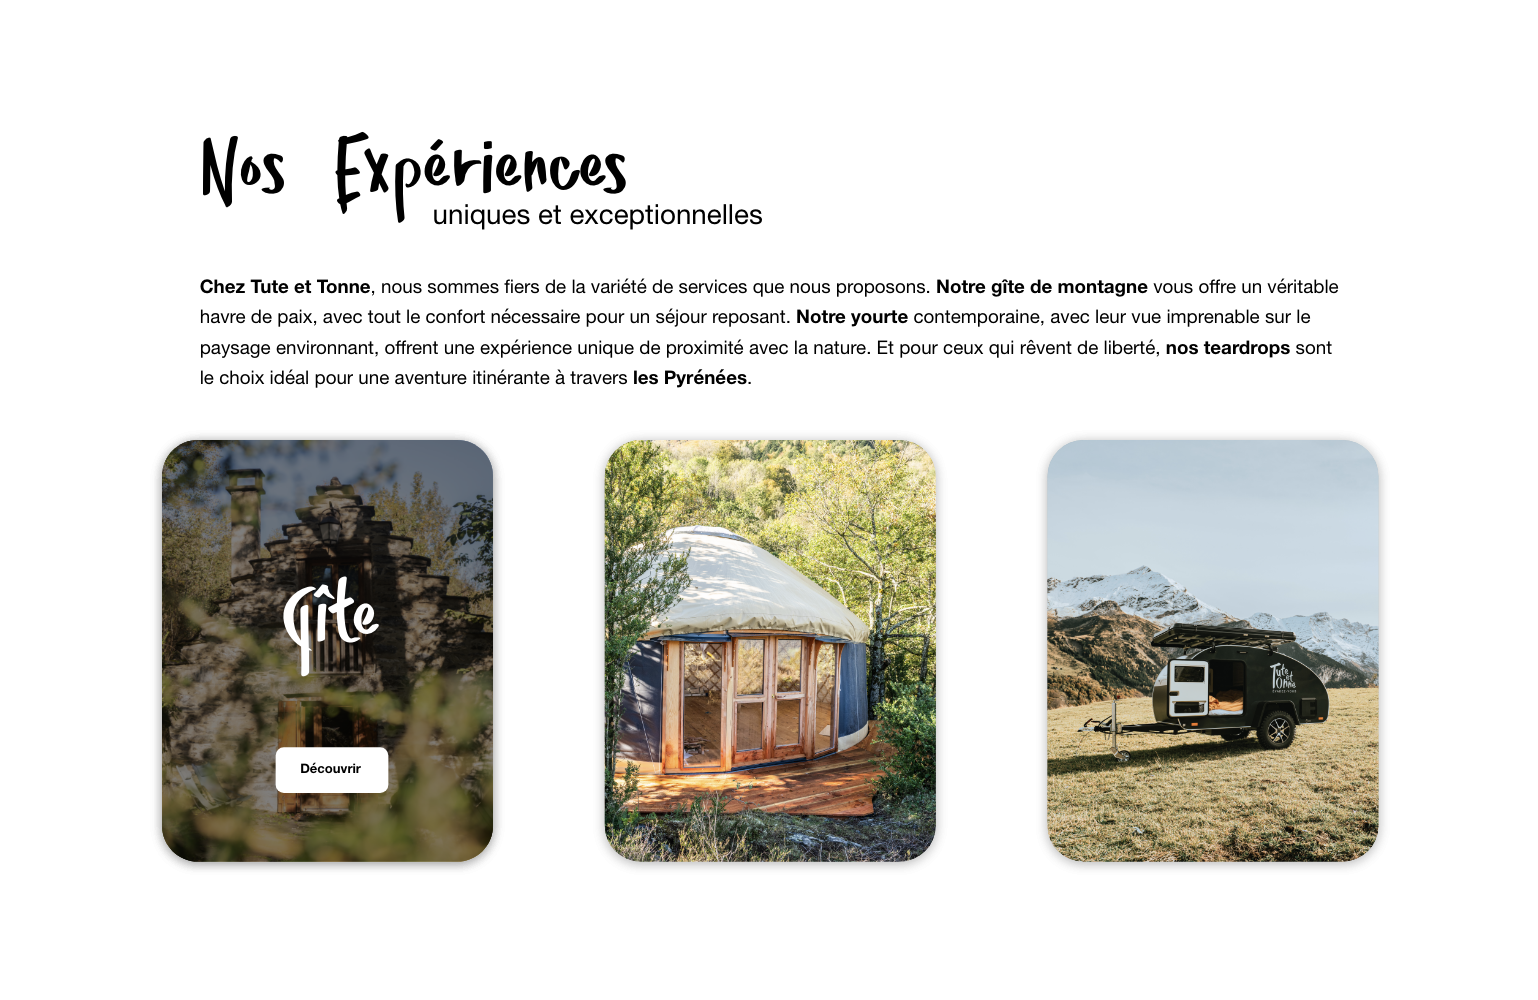 Nos Expériences
uniques et exceptionnelles
Chez Tute et Tonne, nous sommes fiers de la variété de services que nous proposons. Notre gîte de montagne vous offre un véritable
havre de paix, avec tout le confort nécessaire pour un séjour reposant. Notre yourte contemporaine, avec leur vue imprenable sur le
paysage environnant, offrent une expérience unique de proximité avec la nature. Et pour ceux qui rêvent de liberté, nos teardrops sont
le choix idéal pour une aventure itinérante à travers les Pyrénées.
Gîte
Découvrir
Tute
et